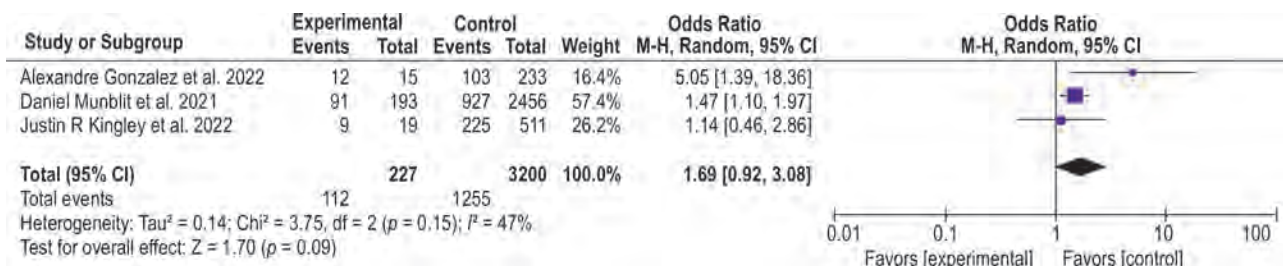 Experimental Control Odds Ratio Odds Ratio
Study or Subgroup Events Total Events Total Weight M-H, Random, 95% CI M-H, Random, 95% CI
Alexandre Gonzalez et al. 2022 12 15 103 233 16.4% 5.05 [1.39, 18.36]
Daniel Munblit et al. 2021 91 193 927 2456 57.4% 1.47 [1.10, 1.97]
Justin R Kingley et al. 2022 9 19 225 511 26.2% 1.14 [0.46, 2.86]
Total (95% CI) 227 3200 100.0% 1.69 [0.92, 3.08]
Total events 112 1255
Heterogeneity: Tau² = 0.14; Chi² = 3.75, df = 2 (p = 0.15); I² = 47%
Test for overall effect: Z = 1.70 (p = 0.09)
0.01 0.1 1 10 100
Favors [experimental] Favors [control]